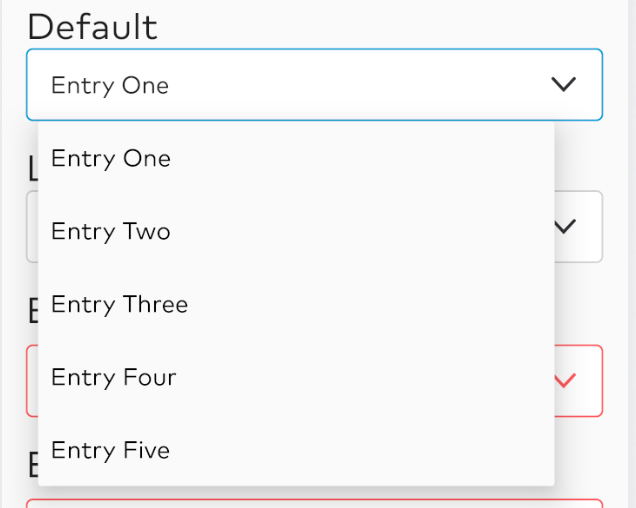 Default
Entry One
Entry One
Entry Two
Entry Three
Entry Four
Entry Five